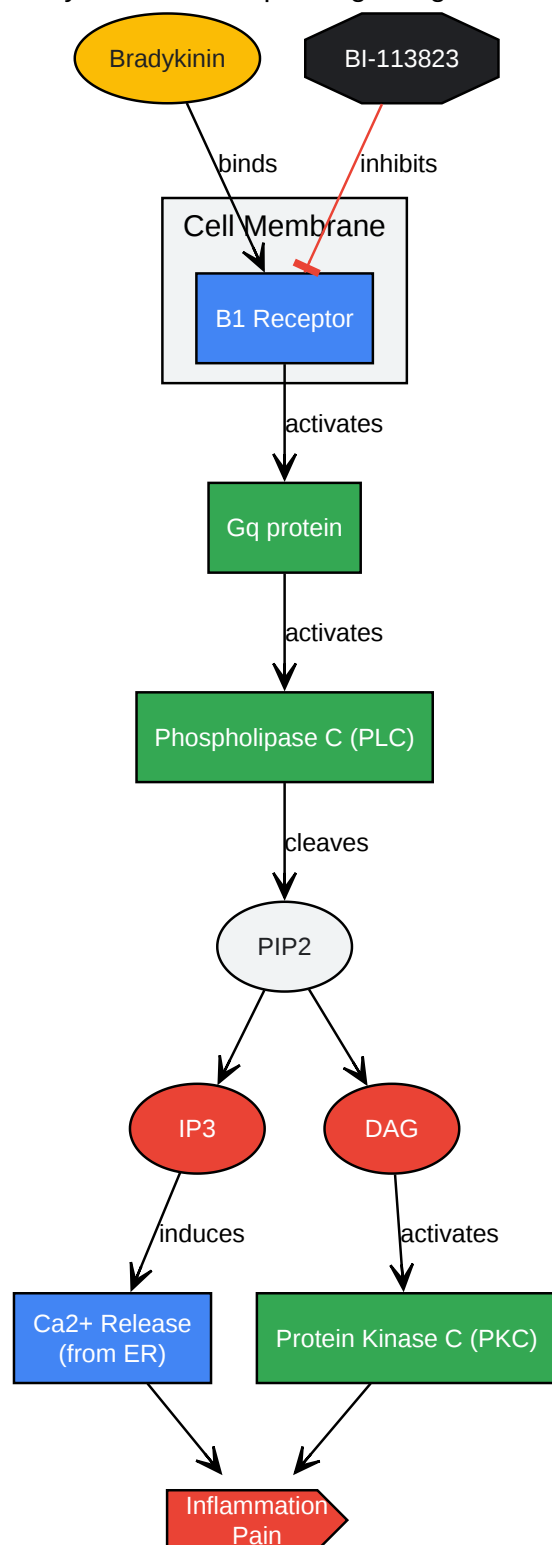 Bradykinin
BI-113823
binds
inhibits
Cell Membrane
B1 Receptor
activates
Gq protein
activates
Phospholipase C (PLC)
cleaves
PIP2
IP3
DAG
induces
activates
Ca2+ Release
(from ER)
Protein Kinase C (PKC)
Inflammation
Pain